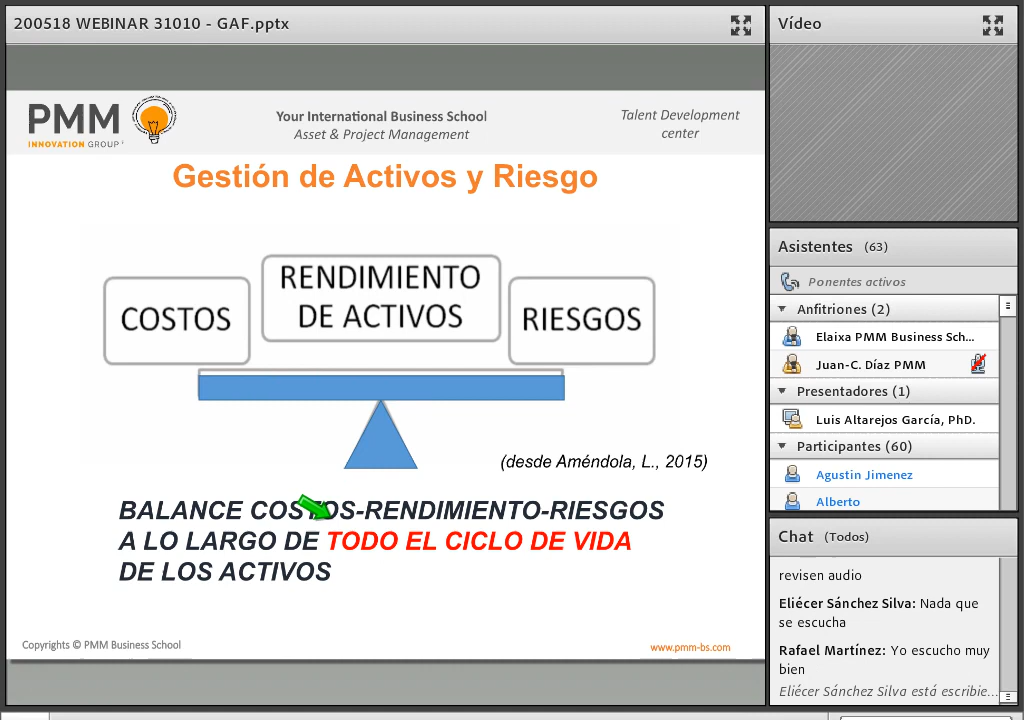 200518 WEBINAR 31010 - GAF.pptx
PMM
INNOVATION GROUP
Your International Business School
Asset & Project Management
Talent Development
center
Gestión de Activos y Riesgo
COSTOS
RENDIMIENTO
DE ACTIVOS
RIESGOS
(desde Améndola, L., 2015)
BALANCE COSTOS-RENDIMIENTO-RIESGOS
A LO LARGO DE TODO EL CICLO DE VIDA
DE LOS ACTIVOS
Copyrights © PMM Business School
www.pmm-bs.com
Vídeo
Asistentes (63)
Ponentes activos
Anfitriones (2)
Elaixa PMM Business Sch...
Juan-C. Díaz PMM
Presentadores (1)
Luis Altarejos García, PhD.
Participantes (60)
Agustin Jimenez
Alberto
Chat (Todos)
revisen audio
Eliécer Sánchez Silva: Nada que
se escucha
Rafael Martínez: Yo escucho muy
bien
Eliécer Sánchez Silva está escribie...